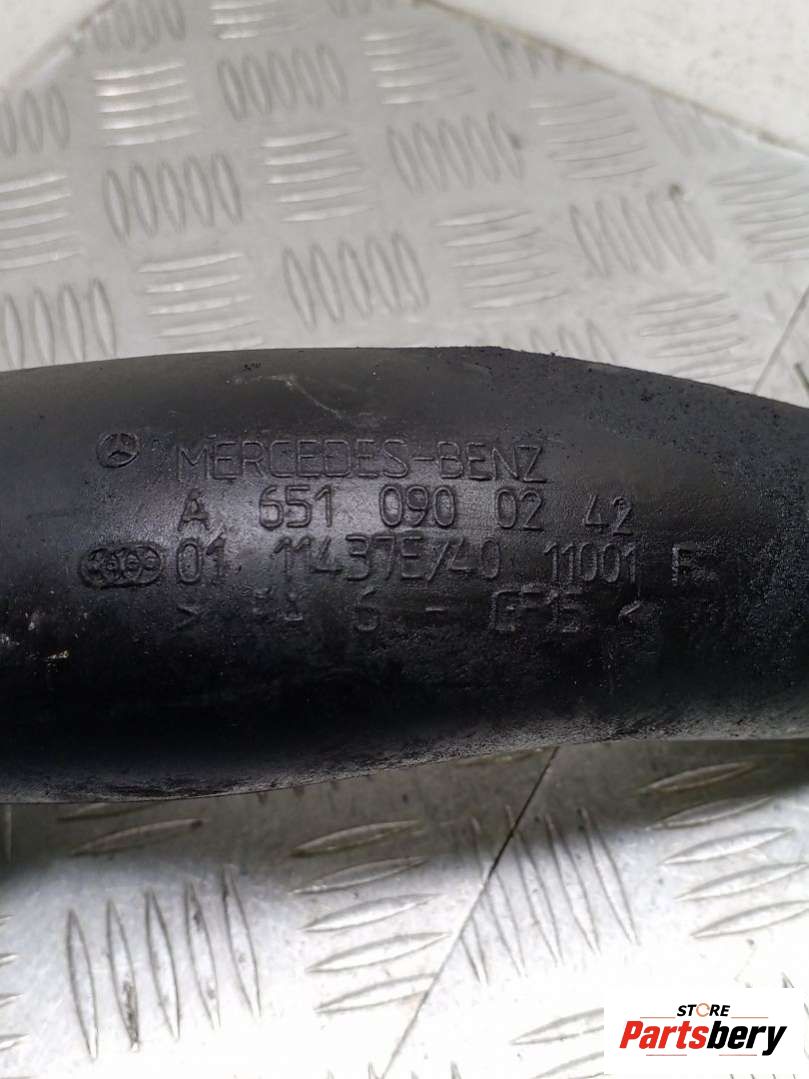 MERCEDES-BENZ
A 651 090 02 42
01 11437E/40 11001
STORE
Partsbery